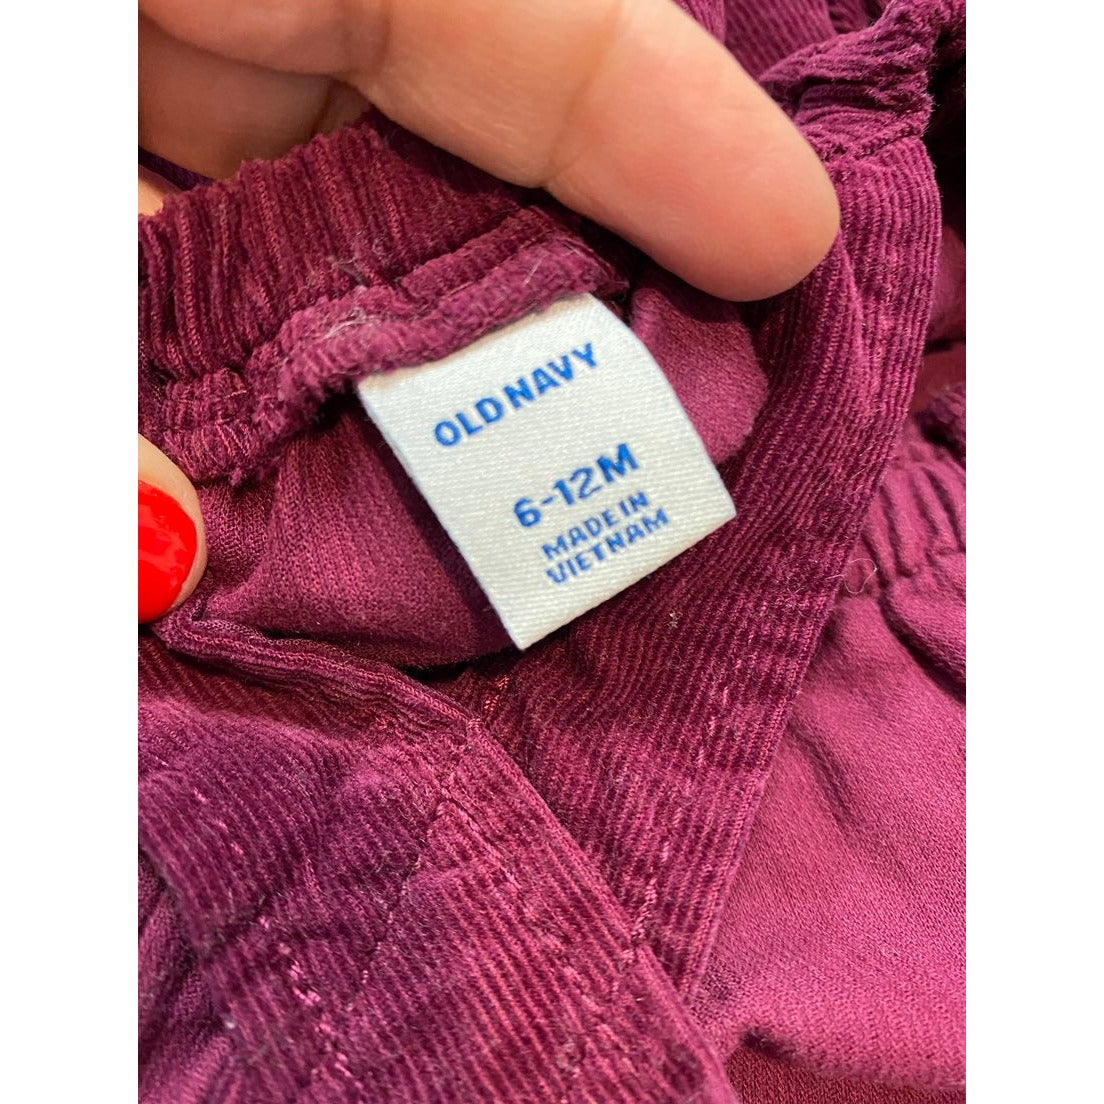 OLD NAVY
6-12M
MADE IN
VIETNAM